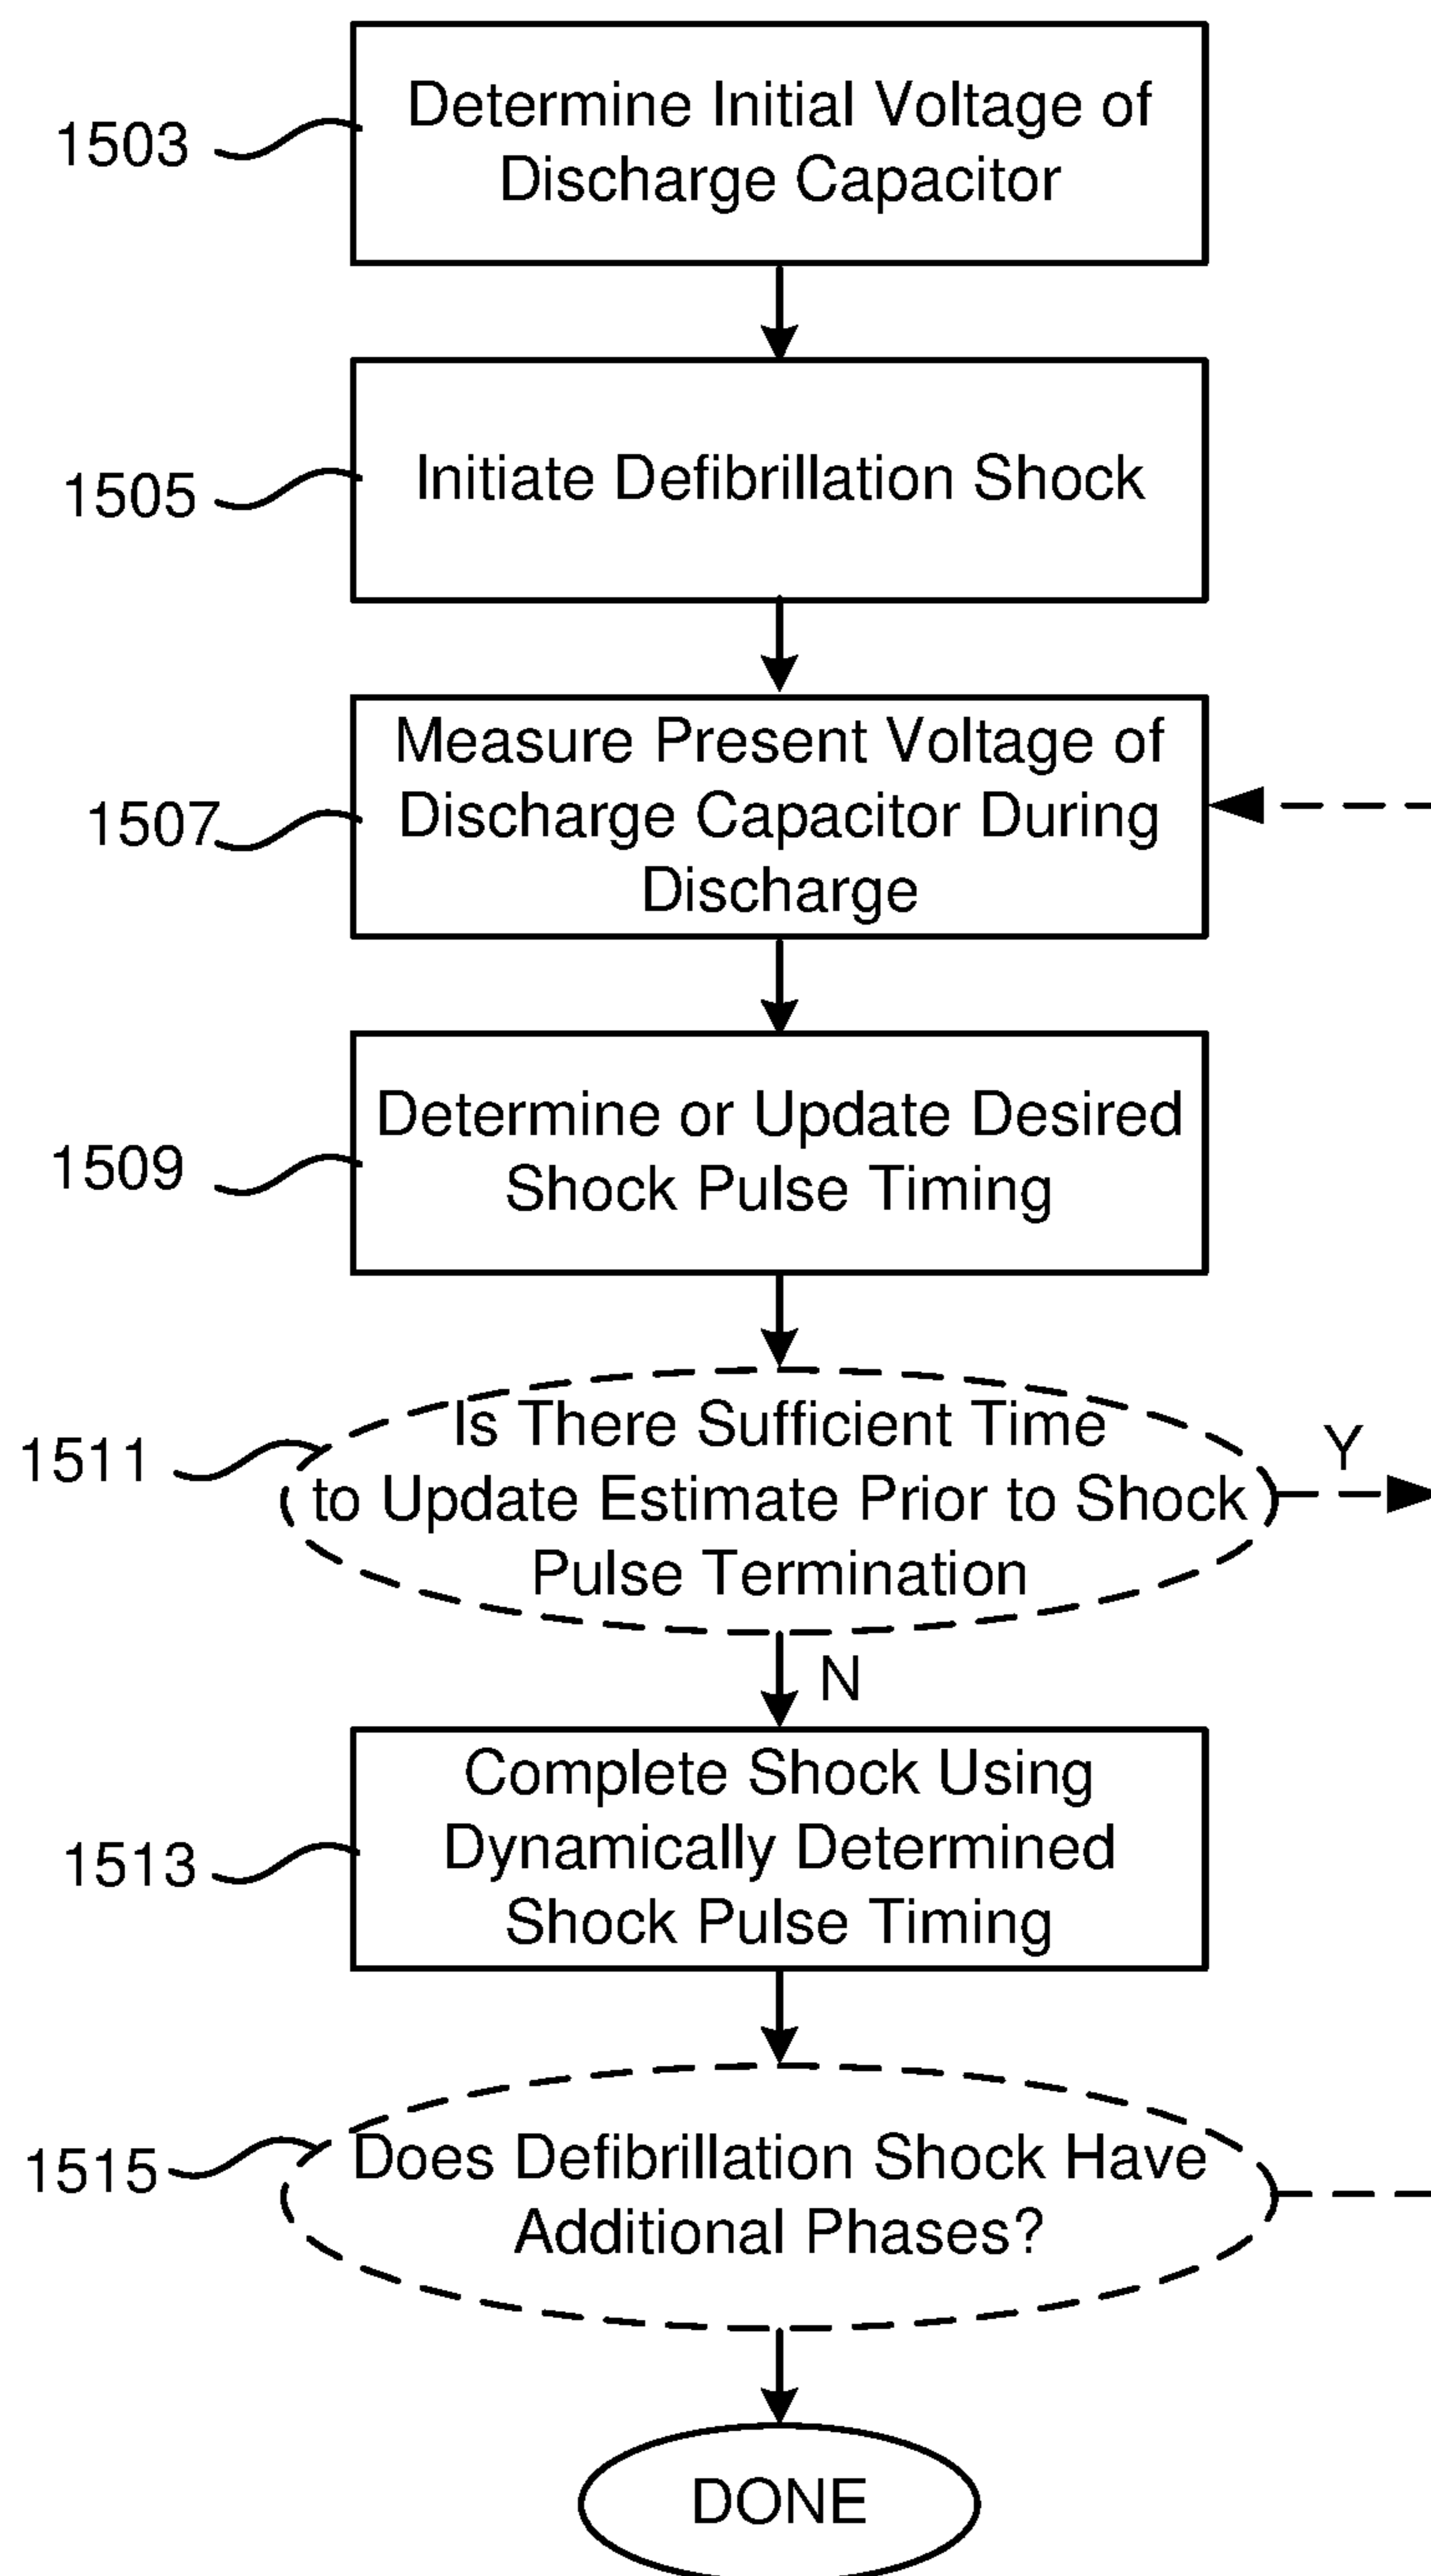 1503
Determine Initial Voltage of
Discharge Capacitor
1505
Initiate Defibrillation Shock
1507
Measure Present Voltage of
Discharge Capacitor During
Discharge
1509
Determine or Update Desired
Shock Pulse Timing
1511
Is There Sufficient Time
to Update Estimate Prior to Shock
Pulse Termination
Y
N
1513
Complete Shock Using
Dynamically Determined
Shock Pulse Timing
1515
Does Defibrillation Shock Have
Additional Phases?
DONE